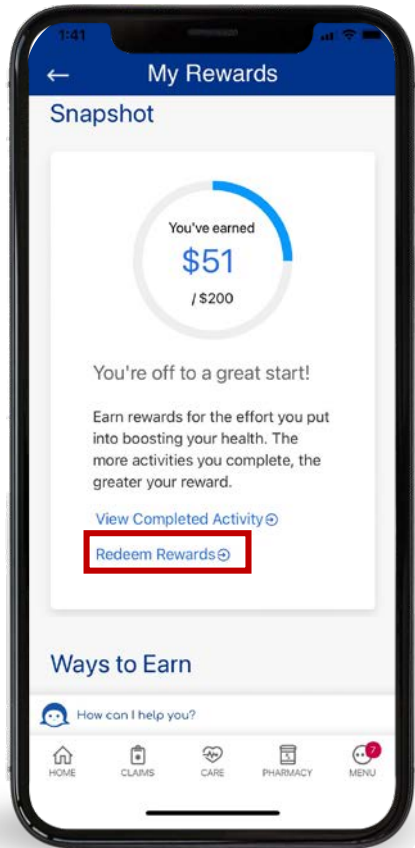 1:41
My Rewards
Snapshot
You've earned
$51
/ $200
You're off to a great start!
Earn rewards for the effort you put
into boosting your health. The
more activities you complete, the
greater your reward.
View Completed Activity
Redeem Rewards
Ways to Earn
How can I help you?
HOME CLAIMS CARE PHARMACY MENU
7